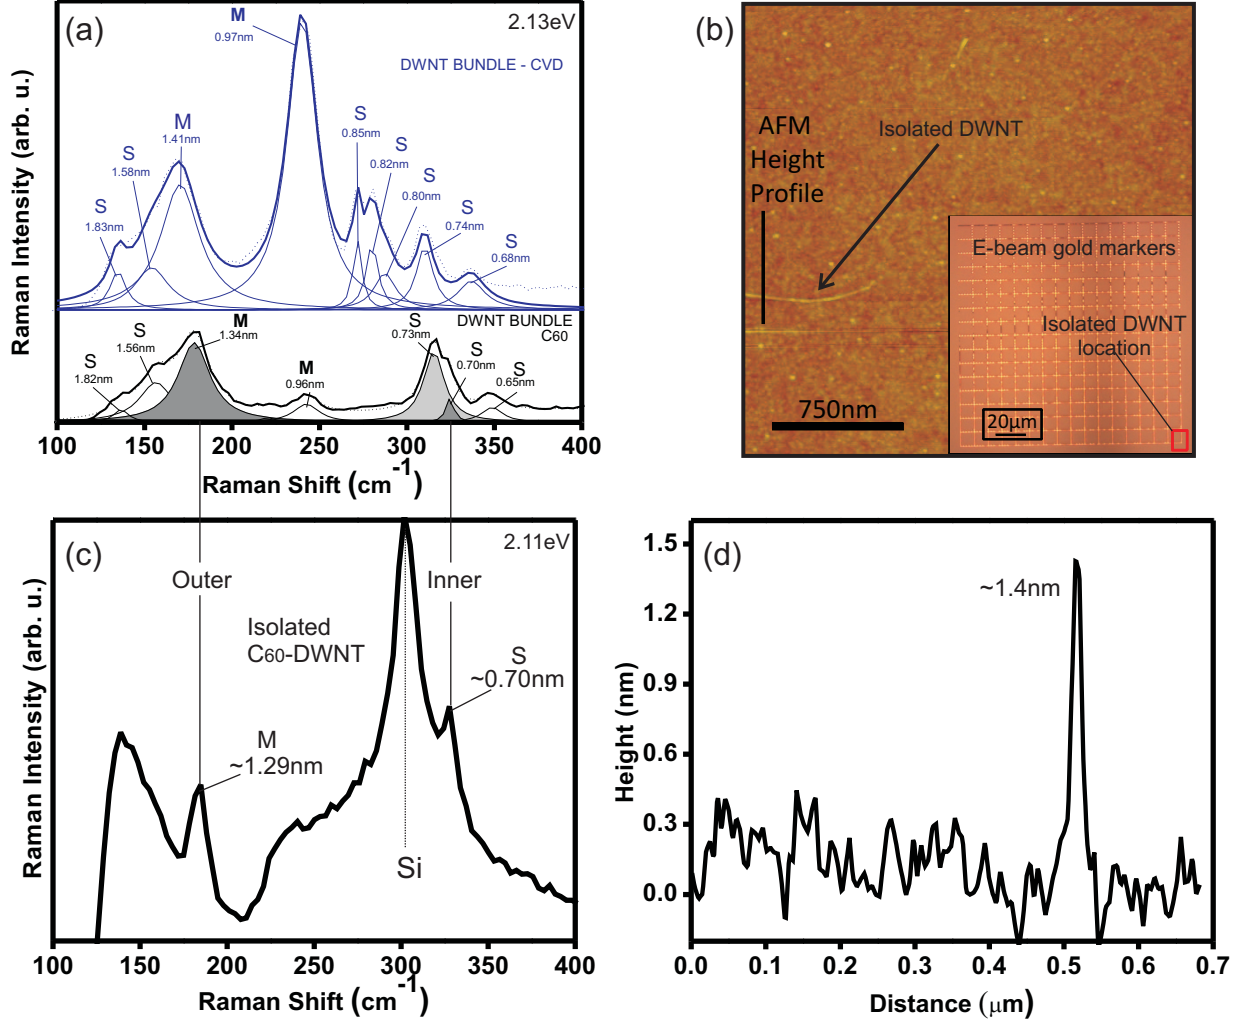 (a)
M
0.97nm
2.13eV
DWNT BUNDLE - CVD
M
1.41nm
S
1.58nm
S
1.83nm
S
0.85nm
S
0.82nm
S
0.80nm
S
0.74nm
S
0.68nm
Raman Intensity (arb. u.)
DWNT BUNDLE
C60
S
1.82nm
S
1.56nm
M
1.34nm
M
0.96nm
S
0.73nm
S
0.70nm
S
0.65nm
100 150 200 250 300 350 400
Raman Shift (cm-1)
(b)
AFM
Height
Profile
Isolated DWNT
E-beam gold markers
Isolated DWNT
location
750nm
20μm
(c)
2.11eV
Outer
Inner
Isolated
C60-DWNT
S
~0.70nm
M
~1.29nm
Si
Raman Intensity (arb. u.)
100 150 200 250 300 350 400
Raman Shift (cm-1)
(d)
~1.4nm
1.5
1.2
0.9
0.6
0.3
0.0
Height (nm)
0.0 0.1 0.2 0.3 0.4 0.5 0.6 0.7
Distance (μm)